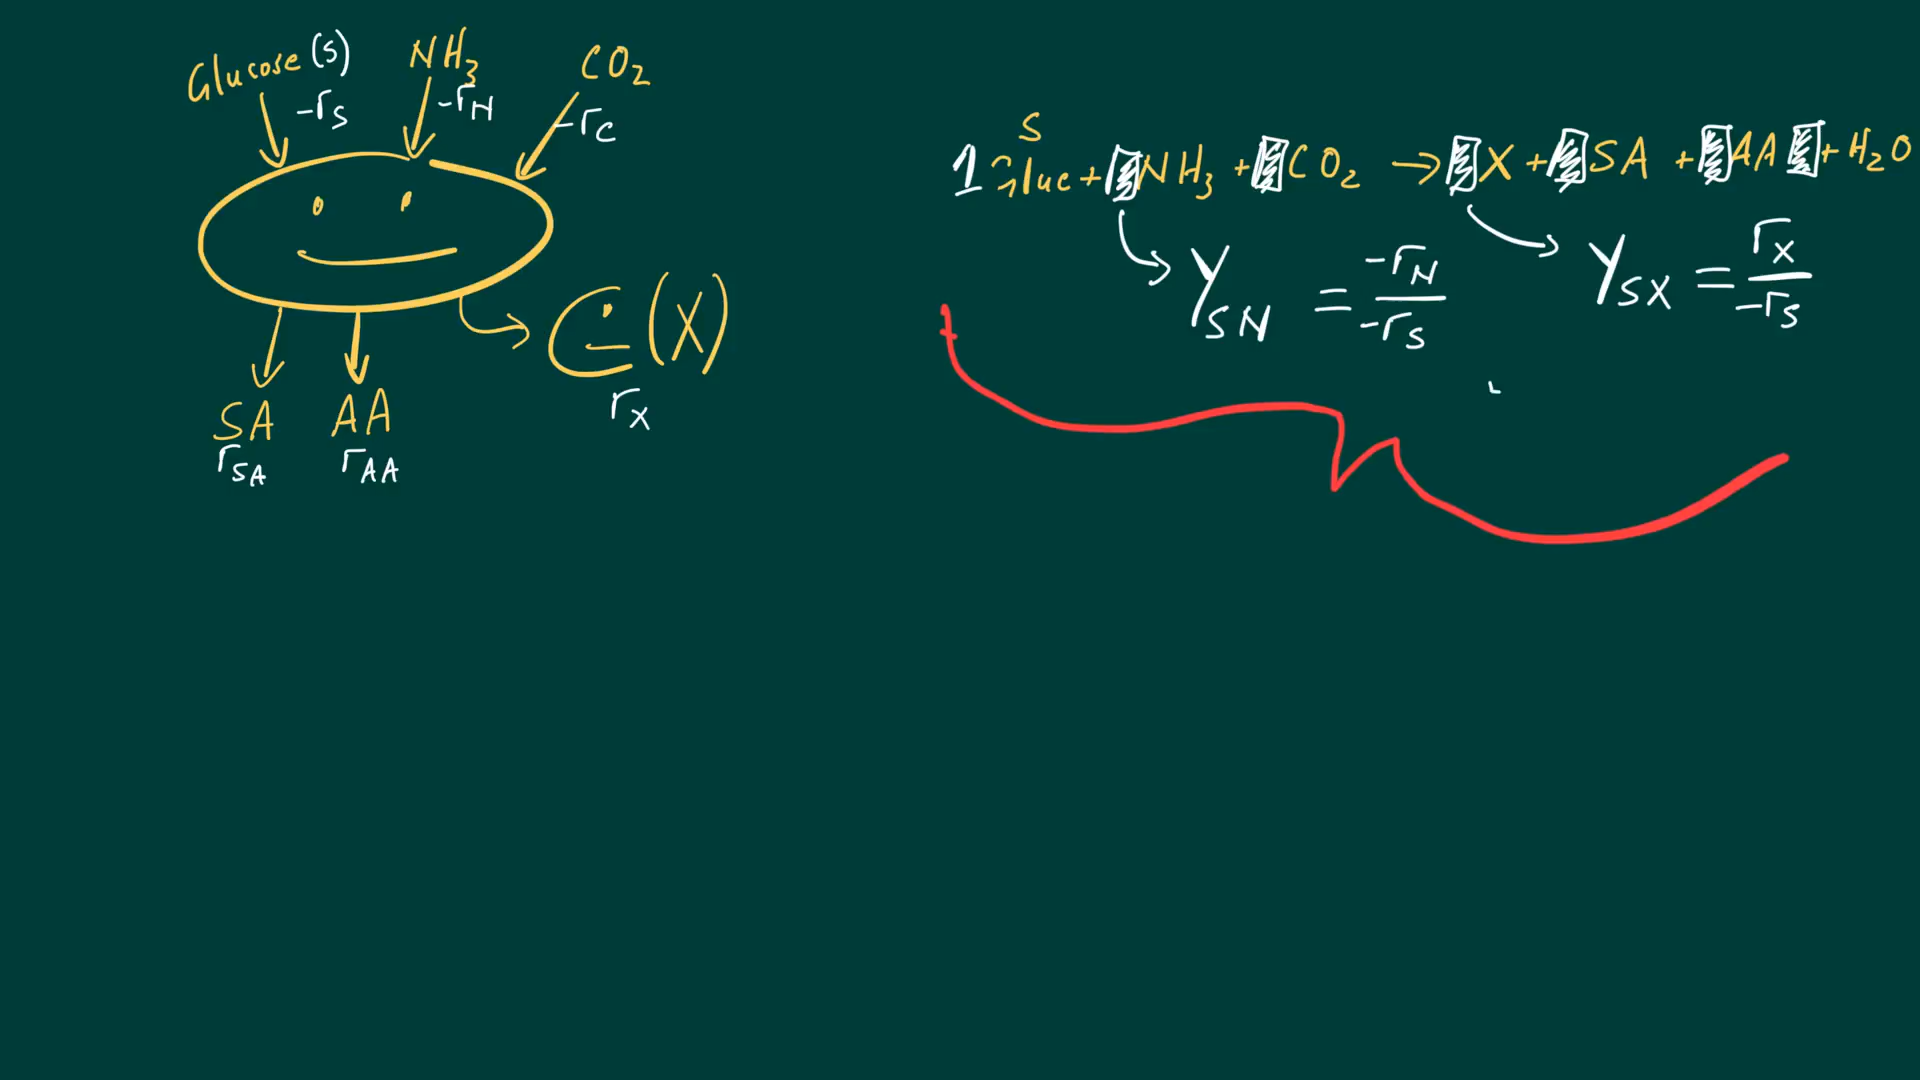 Glucose (S) NH₃ CO₂
-rS -rN -rC
(X)
rX
SA AA
rSA rAA
S
1 Gluc + NH₃ + CO₂ → X + SA + AA + H₂O
YSN = -rN / -rS
YSX = rX / -rS